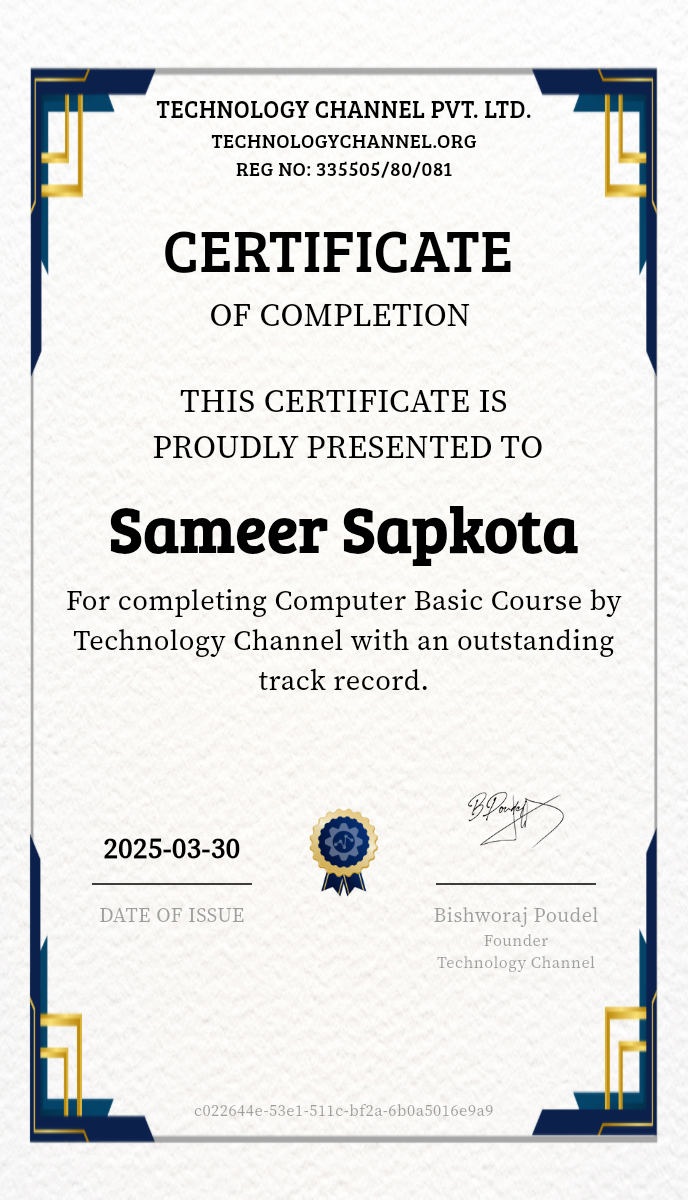 TECHNOLOGY CHANNEL PVT. LTD.
TECHNOLOGYCHANNEL.ORG
REG NO: 335505/80/081
CERTIFICATE
OF COMPLETION
THIS CERTIFICATE IS
PROUDLY PRESENTED TO
Sameer Sapkota
For completing Computer Basic Course by
Technology Channel with an outstanding
track record.
B.Poudel
2025-03-30
DATE OF ISSUE
Bishworaj Poudel
Founder
Technology Channel
c022644e-53e1-511c-bf2a-6b0a5016e9a9